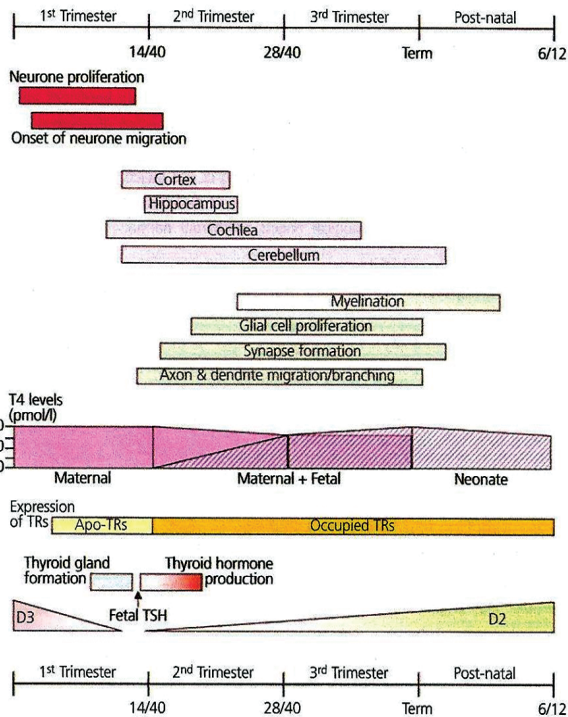 1st Trimester 2nd Trimester 3rd Trimester Post-natal
14/40 28/40 Term 6/12
Neurone proliferation
Onset of neurone migration
Cortex
Hippocampus
Cochlea
Cerebellum
Myelination
Glial cell proliferation
Synapse formation
Axon & dendrite migration/branching
T4 levels
(pmol/l)
0
0
0
Maternal Maternal + Fetal Neonate
Expression
of TRs
Apo-TRs Occupied TRs
Thyroid gland
formation
Thyroid hormone
production
Fetal TSH
D3 D2
1st Trimester 2nd Trimester 3rd Trimester Post-natal
14/40 28/40 Term 6/12